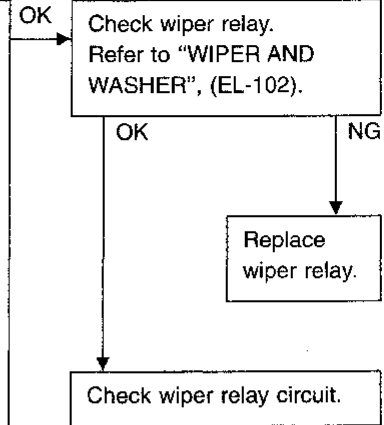 OK
Check wiper relay.
Refer to "WIPER AND
WASHER", (EL-102).
OK
NG
Replace
wiper relay.
Check wiper relay circuit.